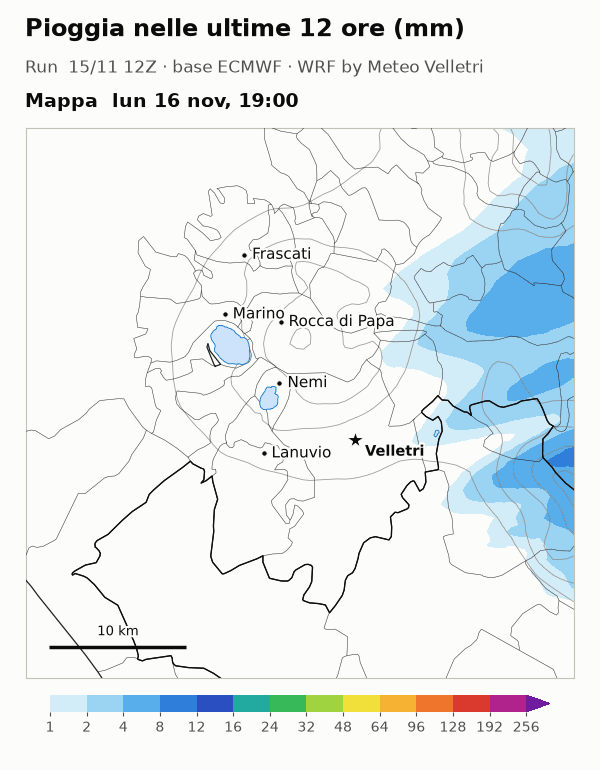 Pioggia nelle ultime 12 ore (mm)
Run  15/11 12Z · base ECMWF · WRF by Meteo Velletri
Mappa  lun 16 nov, 19:00
Frascati
Marino
Rocca di Papa
Nemi
Velletri
Lanuvio
10 km
1 2 4 8 12 16 24 32 48 64 96 128 192 256